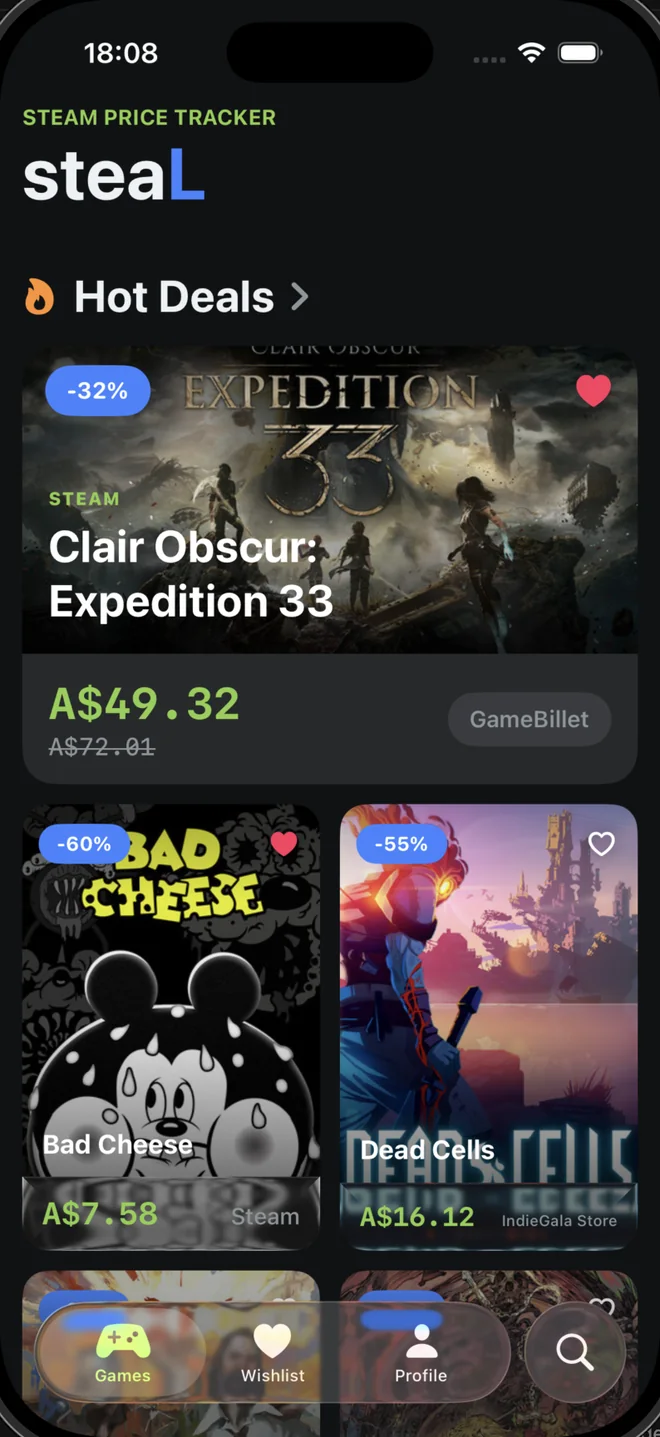 18:08
STEAM PRICE TRACKER
steaL
Hot Deals
-32%
CLAIR OBSCUR
EXPEDITION
33
STEAM
Clair Obscur:
Expedition 33
A$49.32
A$72.01
GameBillet
-60%
BAD
CHEESE
Bad Cheese
A$7.58
Steam
-55%
DEAD CELLS
Dead Cells
A$16.12
IndieGala Store
Games
Wishlist
Profile